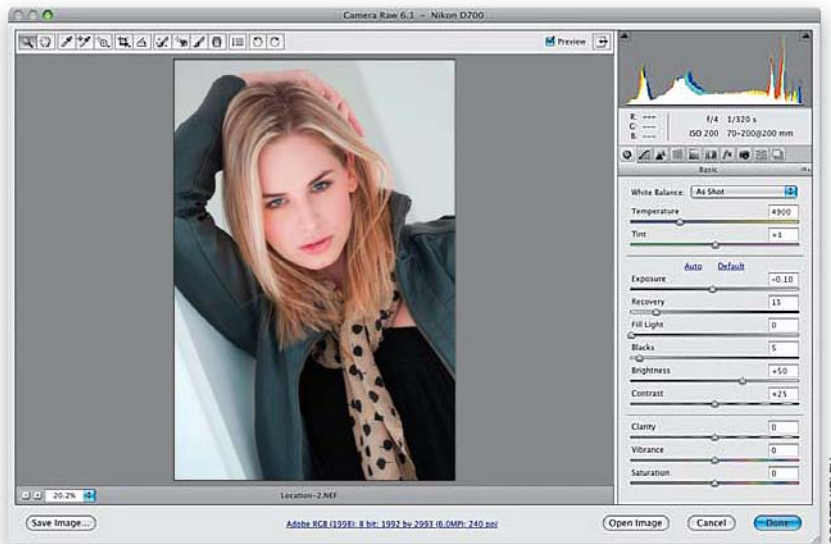 Camera Raw 6.1 – Nikon D700
Preview
R: ---
G: ---
B: ---
f/4 1/320 s
ISO 200 70-200@200 mm
Basic
White Balance: As Shot
Temperature 4900
Tint +1
Auto Default
Exposure -0.10
Recovery 15
Fill Light 0
Blacks 5
Brightness +50
Contrast +25
Clarity 0
Vibrance 0
Saturation 0
20.2% Location-2.NEF
Save Image... Adobe RGB (1998); 8 bit; 1992 by 2993 (6.0MP); 240 ppi Open Image Cancel Done